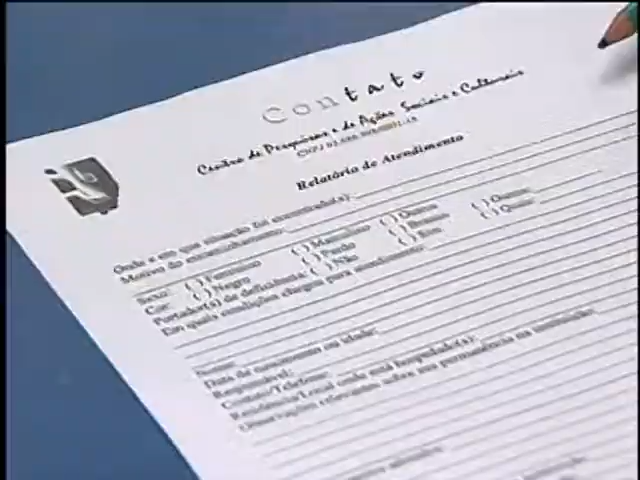 Contato
Centro de Pesquisas e de Ações Sociais e Culturais
Relatório de Atendimento
Onde e em que situação foi encontrado(a):
Motivo do encaminhamento:
Sexo: ( ) Feminino ( ) Masculino ( ) Outro
Cor: ( ) Negro ( ) Pardo ( ) Branco ( ) Outro
Portador(a) de deficiência: ( ) Não ( ) Sim ( ) Qual:
Em quais condições chegou para atendimento:
Nome:
Data de nascimento ou idade:
Responsável:
Contato/Telefone:
Residência/Local onde está hospedado(a):
Observações relevantes sobre sua permanência na instituição: